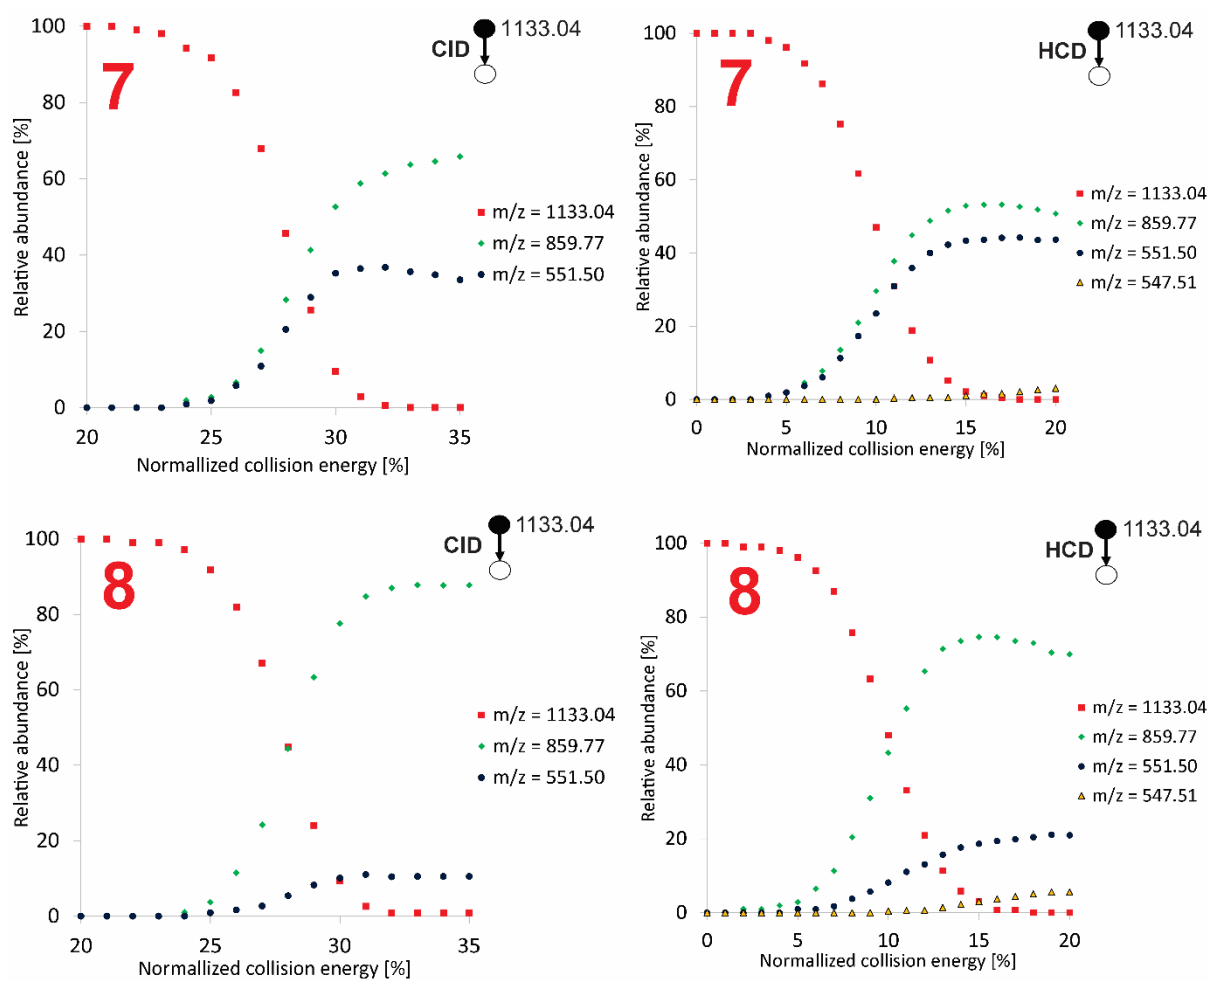 100
80
60
40
20
0
20
25
30
35
Relative abundance [%]
Normallized collision energy [%]
7
CID
1133.04
m/z = 1133.04
m/z = 859.77
m/z = 551.50
100
80
60
40
20
0
0
5
10
15
20
Relative abundance [%]
Normallized collision energy [%]
7
HCD
1133.04
m/z = 1133.04
m/z = 859.77
m/z = 551.50
m/z = 547.51
100
80
60
40
20
0
20
25
30
35
Relative abundance [%]
Normallized collision energy [%]
8
CID
1133.04
m/z = 1133.04
m/z = 859.77
m/z = 551.50
100
80
60
40
20
0
0
5
10
15
20
Relative abundance [%]
Normallized collision energy [%]
8
HCD
1133.04
m/z = 1133.04
m/z = 859.77
m/z = 551.50
m/z = 547.51